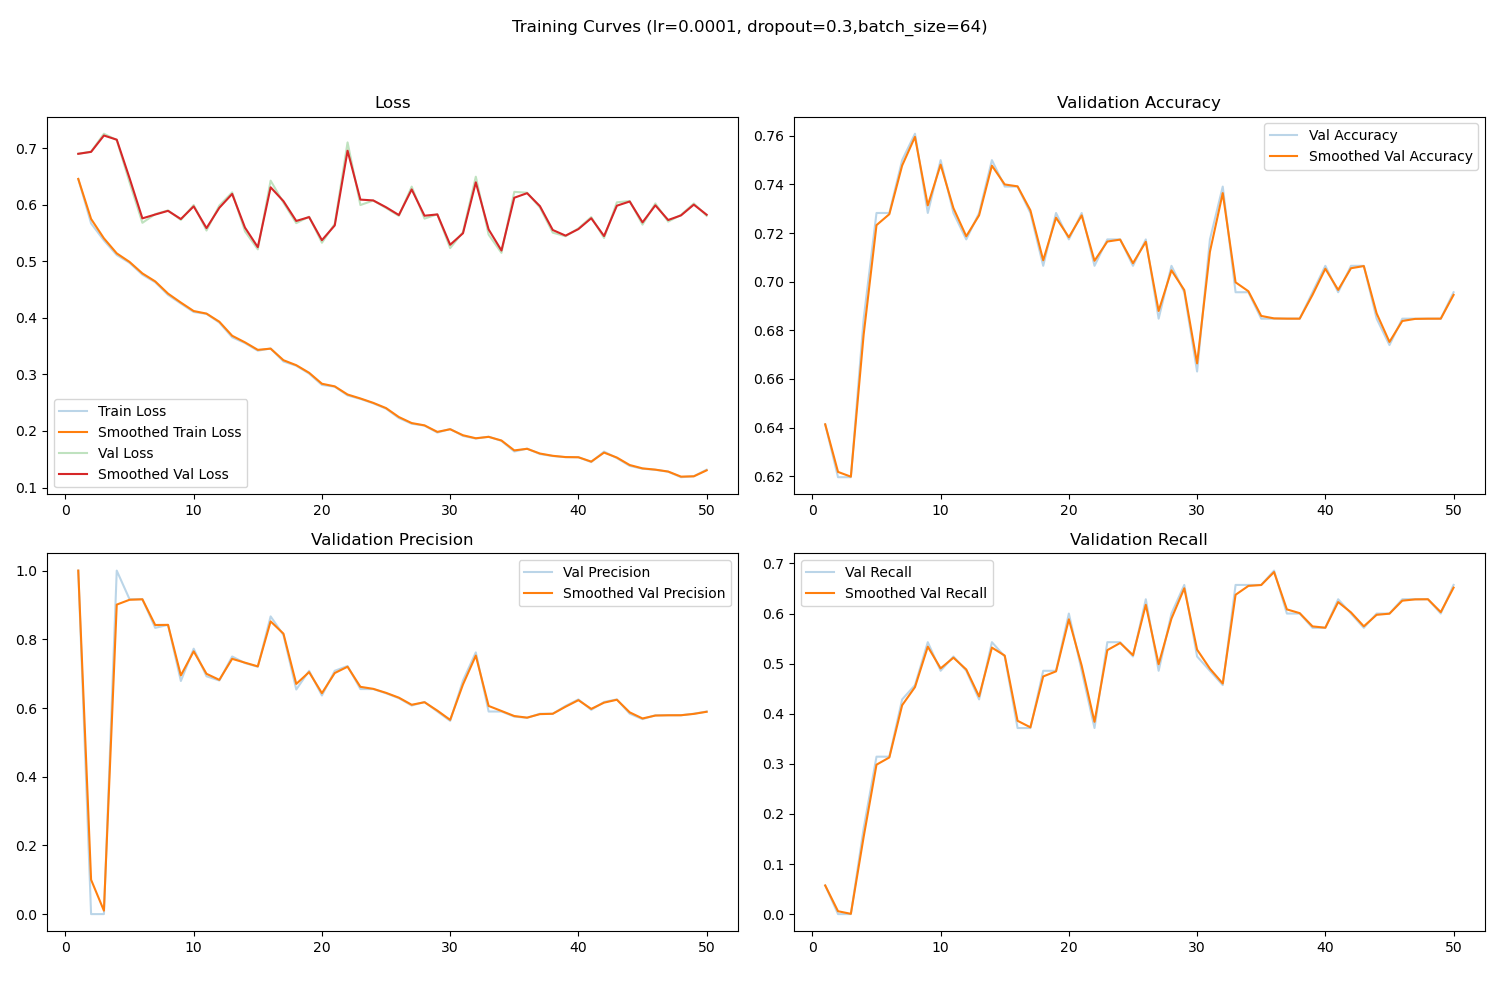 Training Curves (lr=0.0001, dropout=0.3,batch_size=64)
Loss
0.7
0.6
0.5
0.4
0.3
0.2
0.1
Train Loss
Smoothed Train Loss
Val Loss
Smoothed Val Loss
0 10 20 30 40 50
Validation Accuracy
0.76
0.74
0.72
0.70
0.68
0.66
0.64
0.62
Val Accuracy
Smoothed Val Accuracy
0 10 20 30 40 50
Validation Precision
1.0
0.8
0.6
0.4
0.2
0.0
Val Precision
Smoothed Val Precision
0 10 20 30 40 50
Validation Recall
0.7
0.6
0.5
0.4
0.3
0.2
0.1
0.0
Val Recall
Smoothed Val Recall
0 10 20 30 40 50